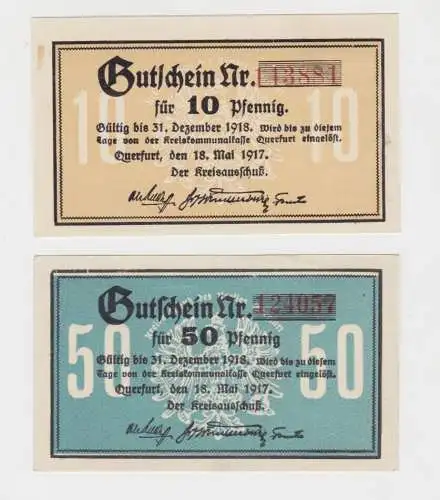 Gutschein Nr. 113881
für 10 Pfennig.
10 10
Gültig bis 31. Dezember 1918. Wird bis zu diesem
Tage von der Kreiskommunalkasse Querfurt eingelöst.
Querfurt, den 18. Mai 1917.
Der Kreisausschuß.
Gutschein Nr. 124057
für 50 Pfennig
50 50
Gültig bis 31. Dezember 1918. Wird bis zu diesem
Tage von der Kreiskommunalkasse Querfurt eingelöst.
Querfurt, den 18. Mai 1917.
Der Kreisausschuß.